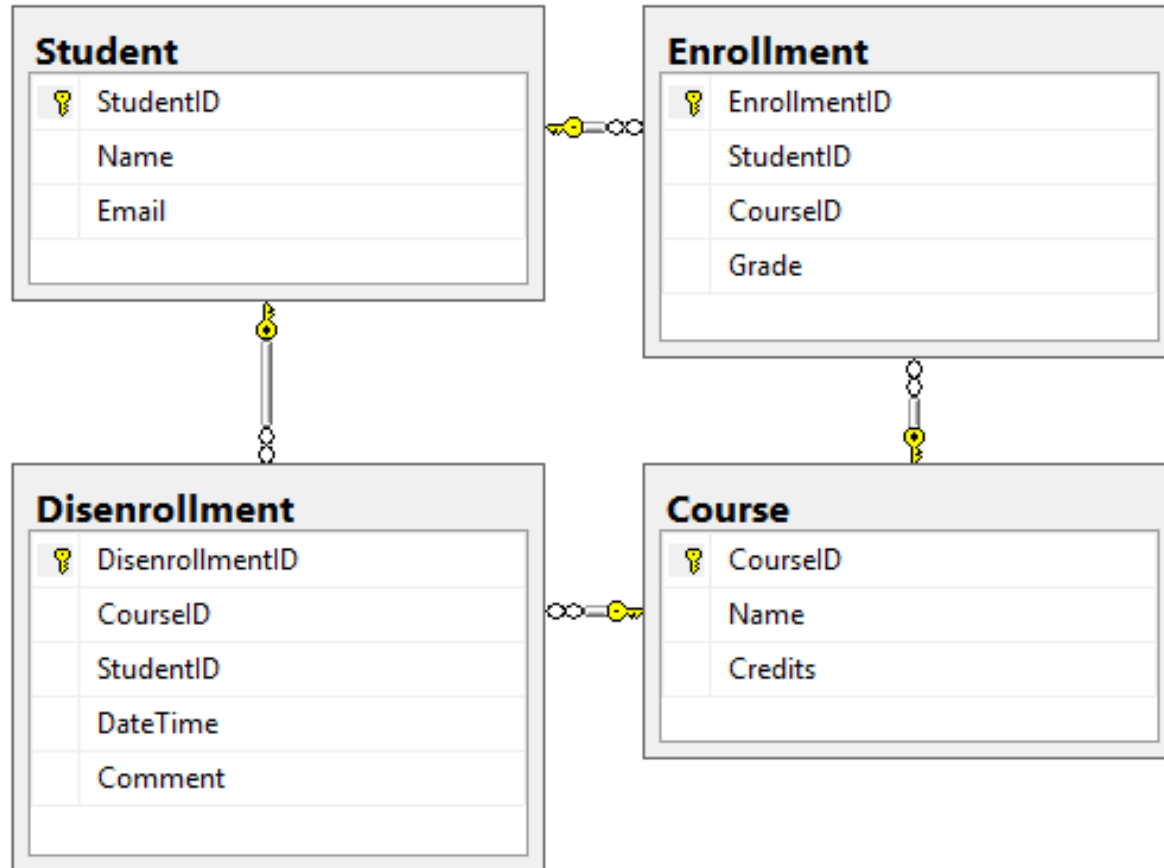 Student
StudentID
Name
Email
Enrollment
EnrollmentID
StudentID
CourseID
Grade
Disenrollment
DisenrollmentID
CourseID
StudentID
DateTime
Comment
Course
CourseID
Name
Credits